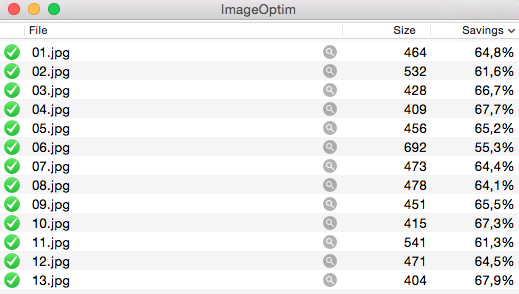 ImageOptim
File Size Savings
01.jpg 464 64,8%
02.jpg 532 61,6%
03.jpg 428 66,7%
04.jpg 409 67,7%
05.jpg 456 65,2%
06.jpg 692 55,3%
07.jpg 473 64,4%
08.jpg 478 64,1%
09.jpg 451 65,5%
10.jpg 415 67,3%
11.jpg 541 61,3%
12.jpg 471 64,5%
13.jpg 404 67,9%